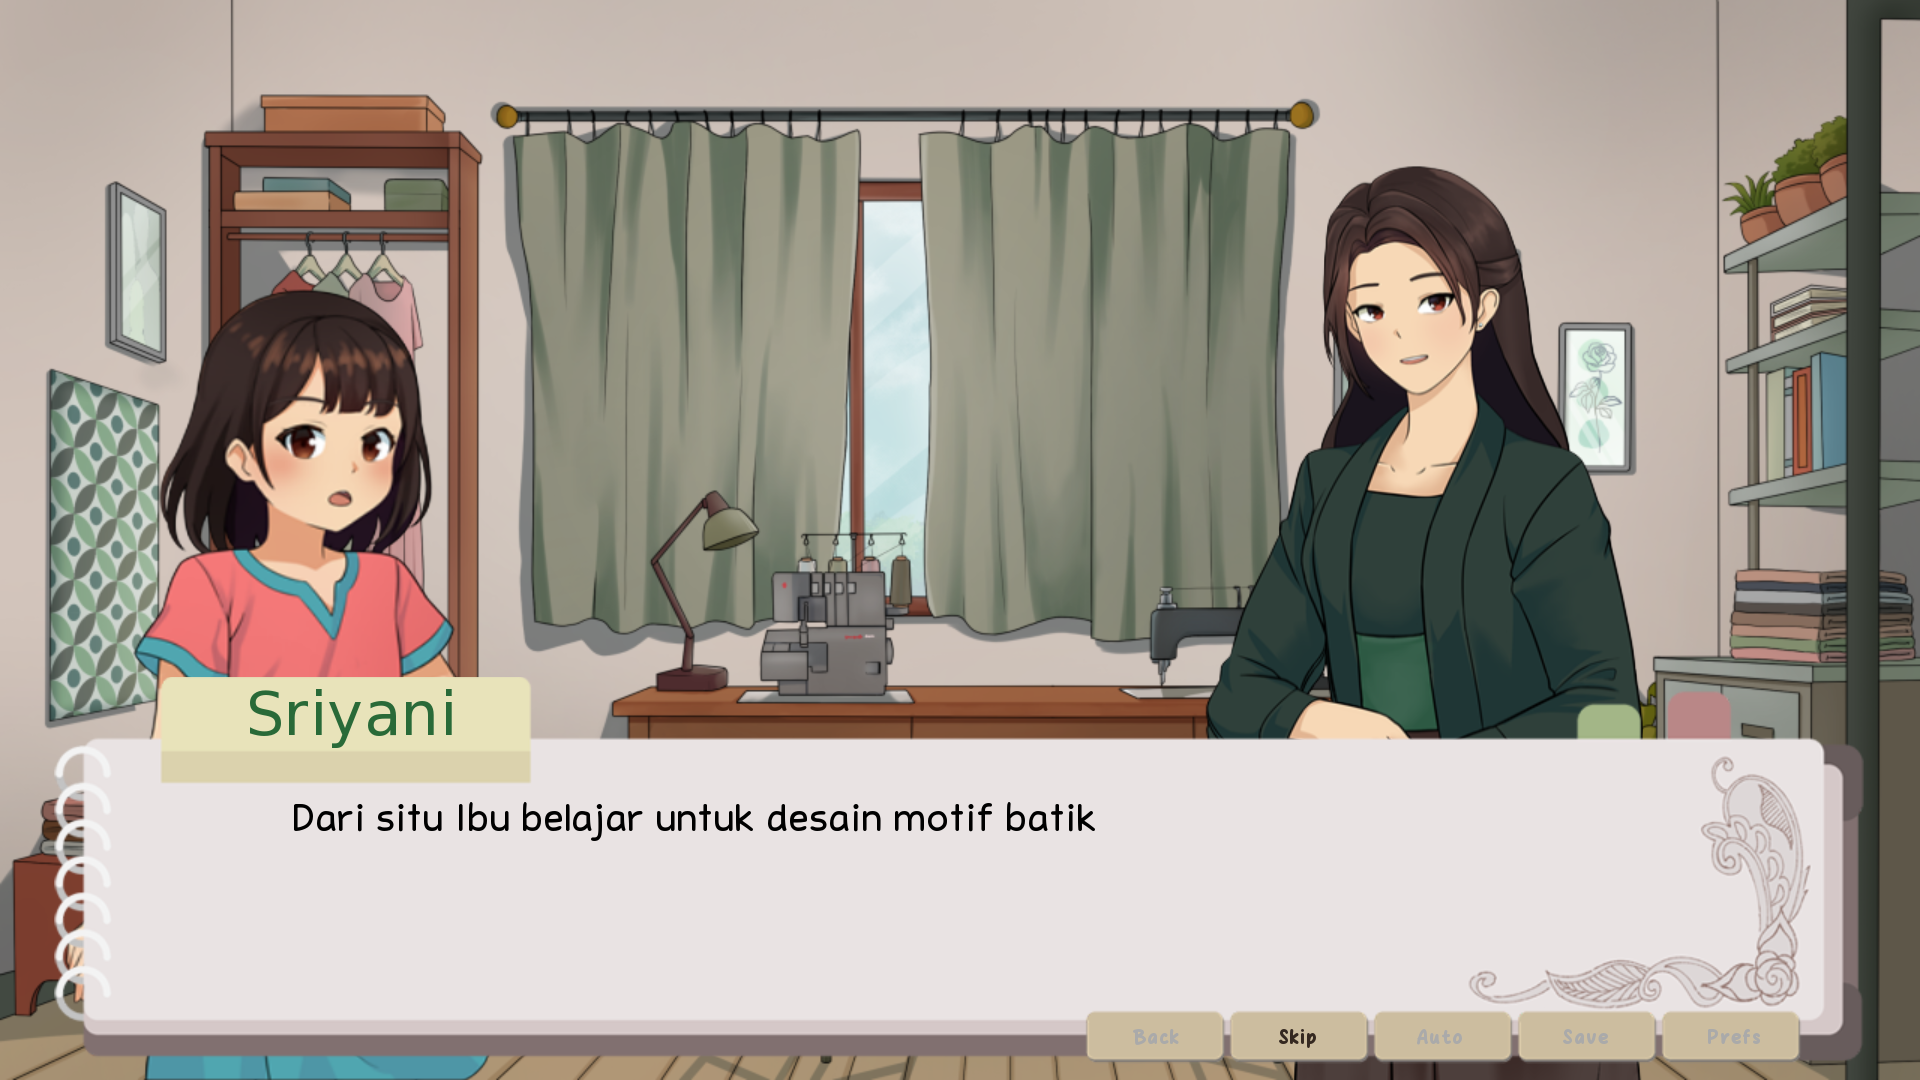 Sriyani
Dari situ Ibu belajar untuk desain motif batik
Back
Skip
Auto
Save
Prefs